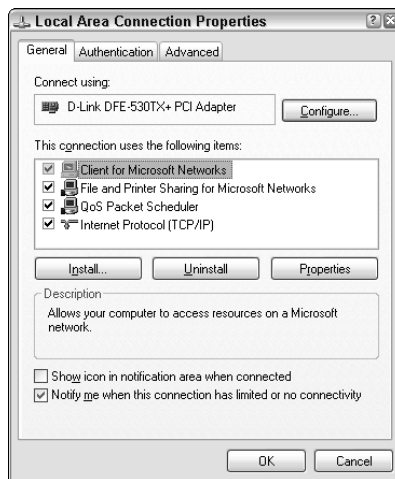 Local Area Connection Properties
General Authentication Advanced
Connect using:
D-Link DFE-530TX+ PCI Adapter
Configure...
This connection uses the following items:
Client for Microsoft Networks
File and Printer Sharing for Microsoft Networks
QoS Packet Scheduler
Internet Protocol (TCP/IP)
Install... Uninstall Properties
Description
Allows your computer to access resources on a Microsoft
network.
Show icon in notification area when connected
Notify me when this connection has limited or no connectivity
OK Cancel